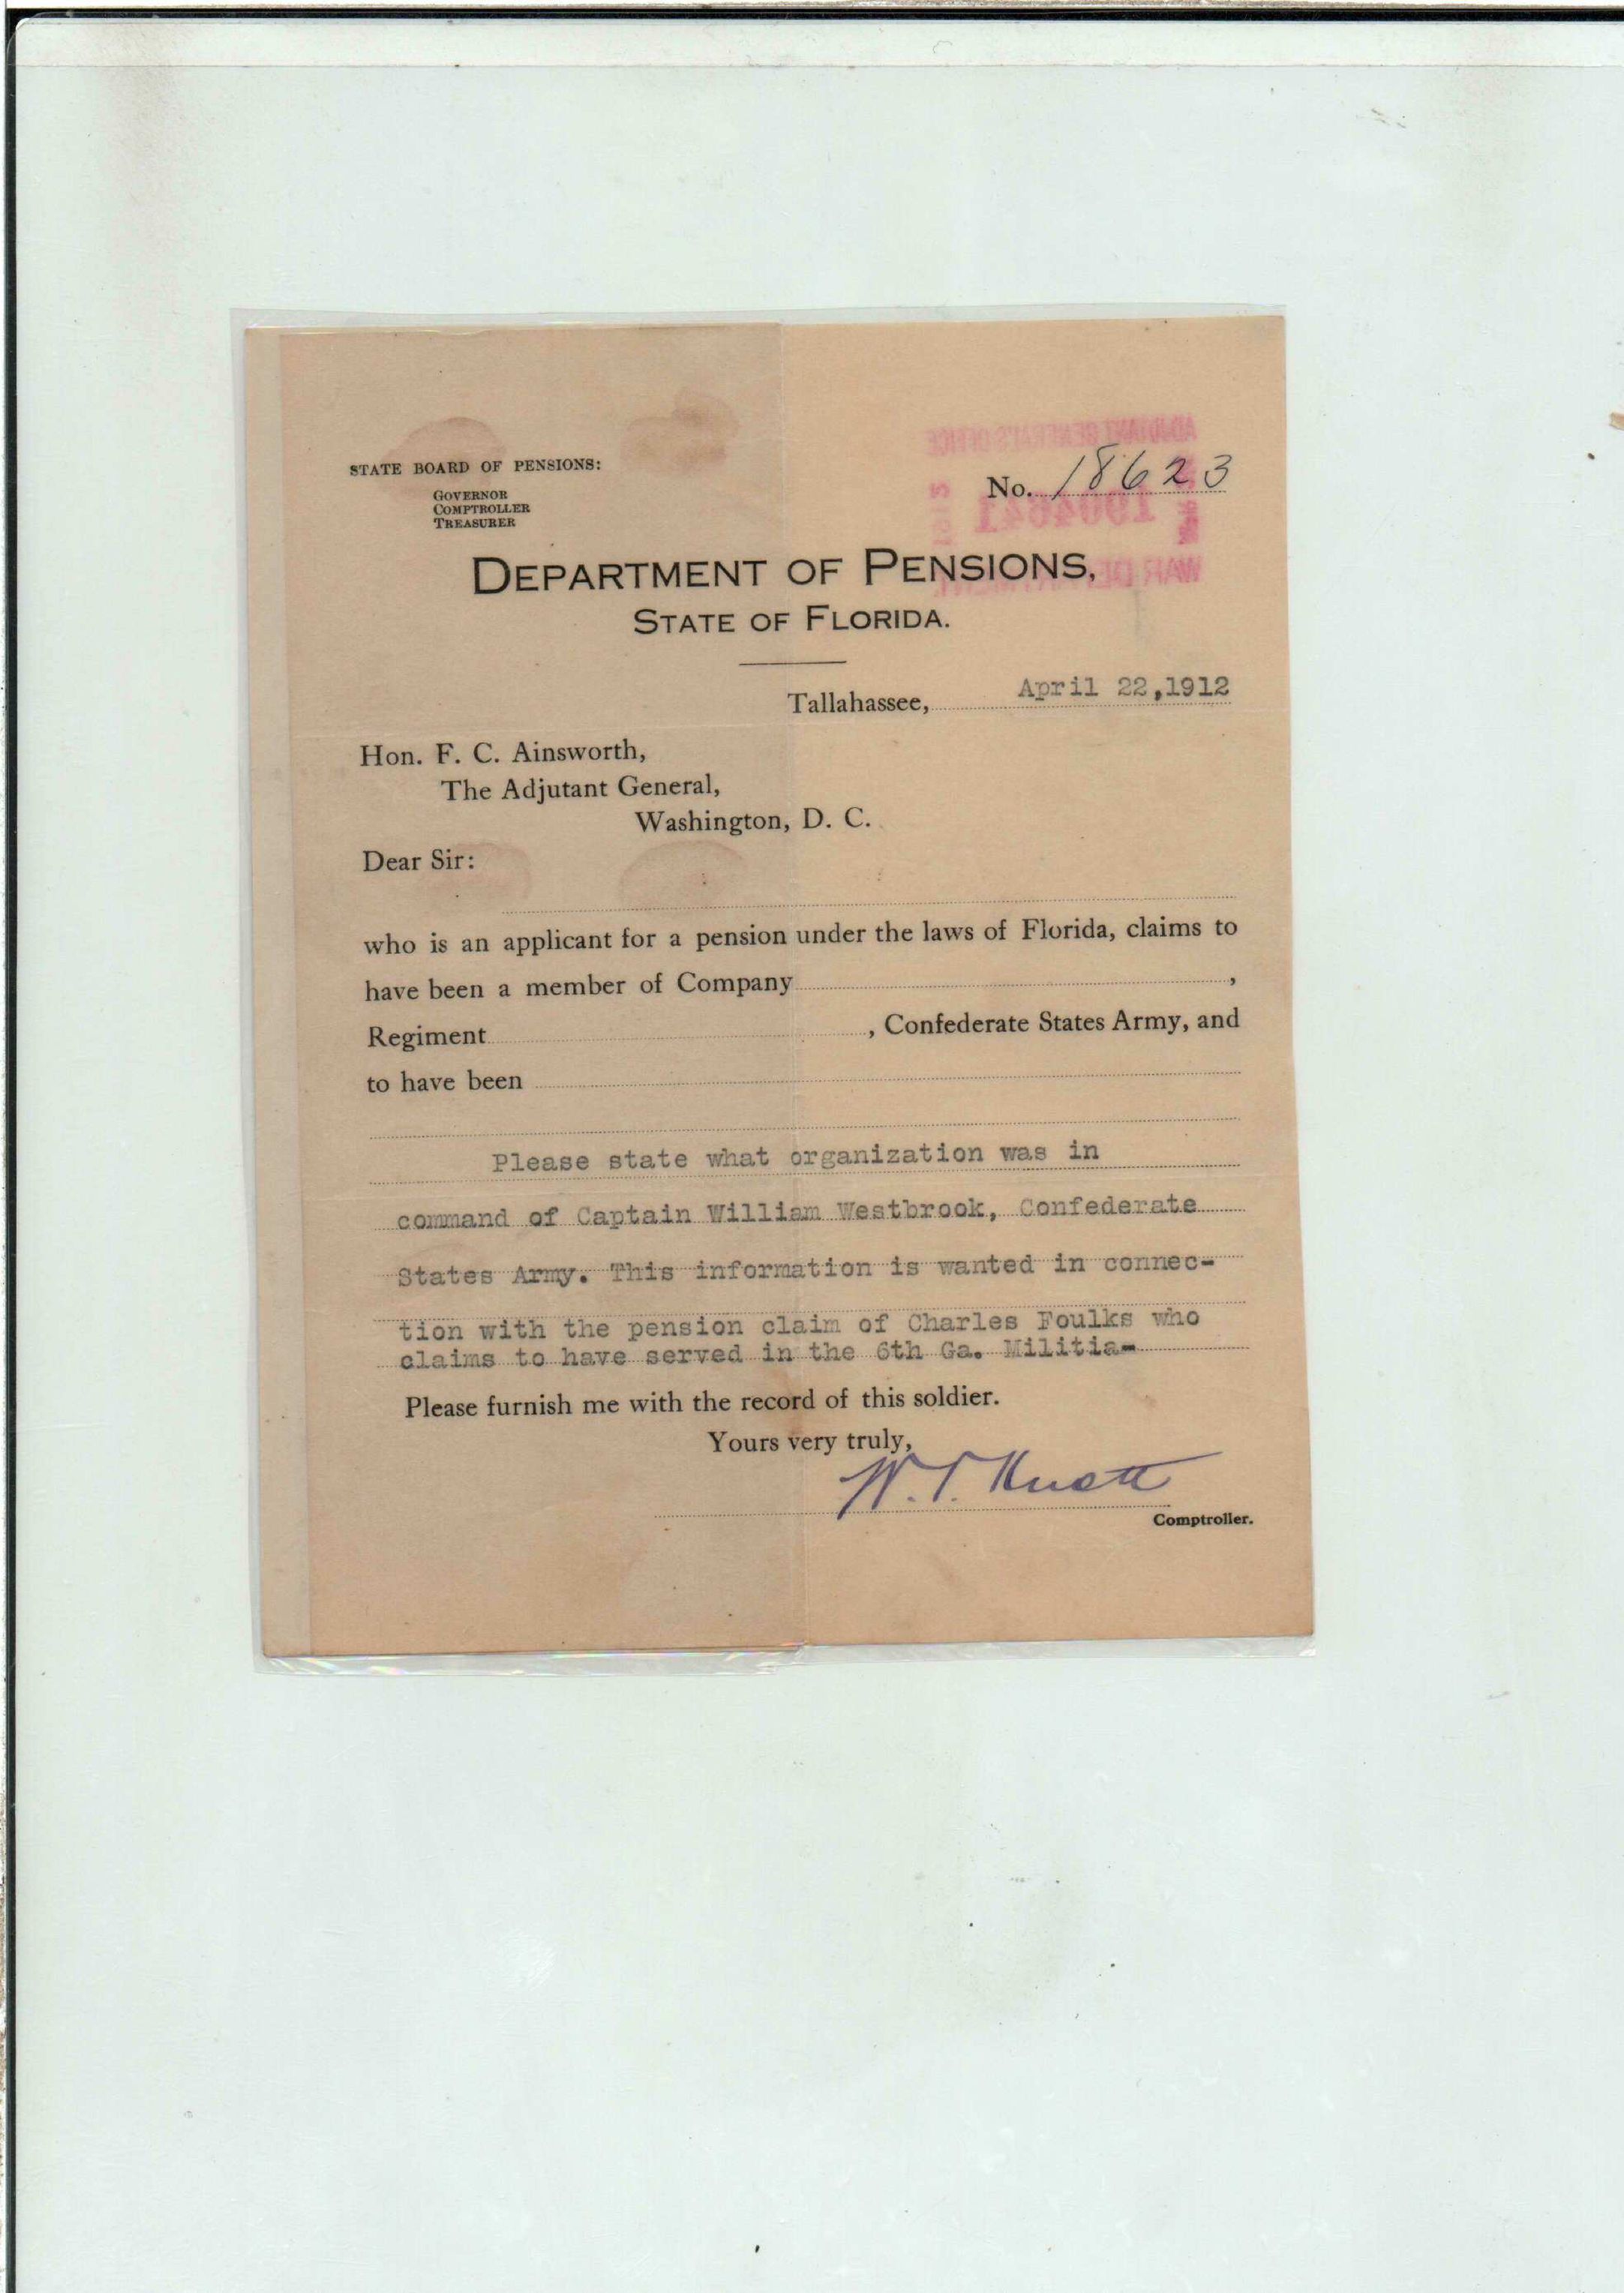 STATE BOARD OF PENSIONS:
GOVERNOR
COMPTROLLER
TREASURER
ADJUTANT GENERAL'S OFFICE
No. 18623
1904641
WAR
DEPARTMENT OF PENSIONS,
STATE OF FLORIDA.
Tallahassee, April 22,1912
Hon. F. C. Ainsworth,
The Adjutant General,
Washington, D. C.
Dear Sir:
who is an applicant for a pension under the laws of Florida, claims to
have been a member of Company ,
Regiment , Confederate States Army, and
to have been
Please state what organization was in
command of Captain William Westbrook, Confederate
States Army. This information is wanted in connec-
tion with the pension claim of Charles Foulks who
claims to have served in the 6th Ga. Militia-
Please furnish me with the record of this soldier.
Yours very truly,
W. V. Knott
Comptroller.